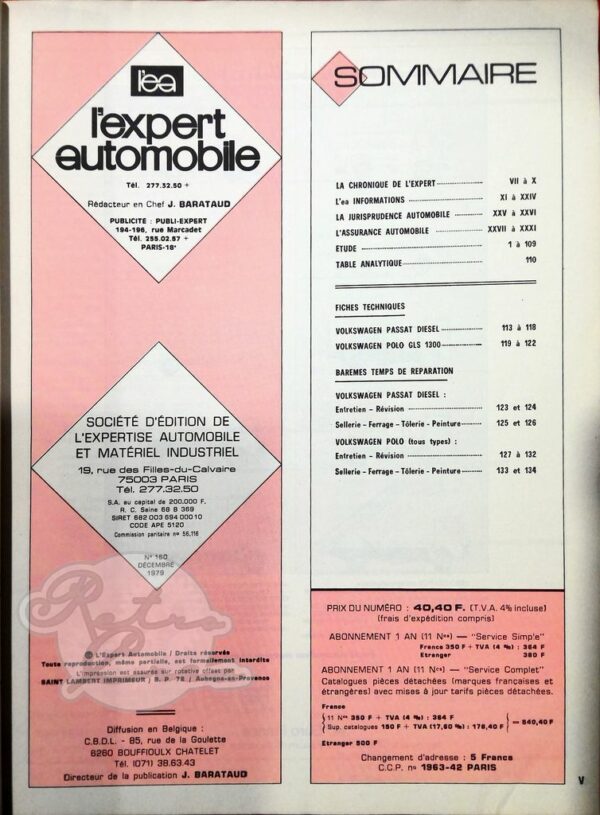 l'ea
l'expert
automobile
Tél. 277.32.50 +
Rédacteur en Chef J. BARATAUD
PUBLICITE : PUBLI-EXPERT
194-196, rue Marcadet
Tél. 255.02.67 +
PARIS-18e
SOCIÉTÉ D'ÉDITION DE
L'EXPERTISE AUTOMOBILE
ET MATÉRIEL INDUSTRIEL
19, rue des Filles-du-Calvaire
75003 PARIS
Tél. 277.32.50
S.A. au capital de 200.000 F.
R. C. Seine 68 B 369
SIRET 682 003 694 000 10
CODE APE 5120
Commission paritaire n° 56,116
N° 160
DÉCEMBRE
1979
Retro
© L'Expert Automobile / Droits réservés
Toute reproduction, même partielle, est formellement interdite
L'impression est assurée sur rotative offset par
SAINT LAMBERT IMPRIMEUR / B. P. 78 / Aubagne-en-Provence
Diffusion en Belgique :
C.B.D.L. - 85, rue de la Goulette
6260 BOUFFIOULX CHATELET
Tél. (071) 38.63.43
Directeur de la publication J. BARATAUD
SOMMAIRE
LA CHRONIQUE DE L'EXPERT VII à X
L'ea INFORMATIONS XI à XXIV
LA JURISPRUDENCE AUTOMOBILE XXV à XXVI
L'ASSURANCE AUTOMOBILE XXVII à XXXI
ETUDE 1 à 109
TABLE ANALYTIQUE 110
FICHES TECHNIQUES
VOLKSWAGEN PASSAT DIESEL 113 à 118
VOLKSWAGEN POLO GLS 1300 119 à 122
BAREMES TEMPS DE REPARATION
VOLKSWAGEN PASSAT DIESEL :
Entretien - Révision 123 et 124
Sellerie - Ferrage - Tôlerie - Peinture 125 et 126
VOLKSWAGEN POLO (tous types) :
Entretien - Révision 127 à 132
Sellerie - Ferrage - Tôlerie - Peinture 133 et 134
PRIX DU NUMÉRO : 40,40 F. (T.V.A. 4% incluse)
(frais d'expédition compris)
ABONNEMENT 1 AN (11 Nos) — "Service Simple"
France 350 F + TVA (4 %) : 364 F
Etranger 380 F
ABONNEMENT 1 AN (11 Nos) — "Service Complet"
Catalogues pièces détachées (marques françaises et
étrangères) avec mises à jour tarifs pièces détachées.
France
11 Nos 350 F + TVA (4 %) : 364 F
Sup. catalogues 150 F + TVA (17,60 %) : 176,40 F = 540,40 F
Etranger 500 F
Changement d'adresse : 5 Francs
C.C.P. no 1963-42 PARIS
V